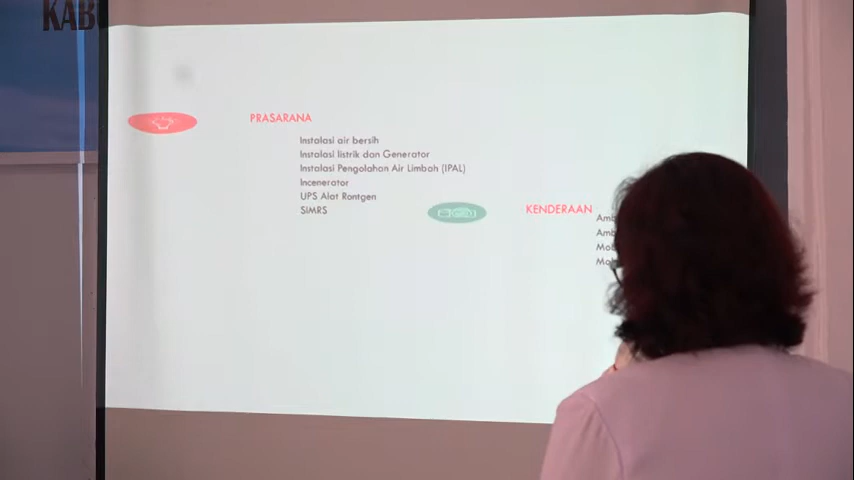 KAB
PRASARANA
Instalasi air bersih
Instalasi listrik dan Generator
Instalasi Pengolahan Air Limbah (IPAL)
Incenerator
UPS Alat Rontgen
SIMRS
KENDERAAN